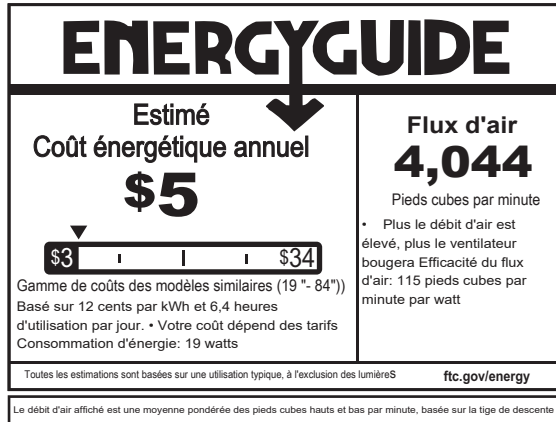 ENERGYGUIDE
Estimé
Coût énergétique annuel
$5
$3
$34
Gamme de coûts des modèles similaires (19 "- 84"))
Basé sur 12 cents par kWh et 6,4 heures
d'utilisation par jour. • Votre coût dépend des tarifs
Consommation d'énergie: 19 watts
Flux d'air
4,044
Pieds cubes par minute
• Plus le débit d'air est
élevé, plus le ventilateur
bougera Efficacité du flux
d'air: 115 pieds cubes par
minute par watt
Toutes les estimations sont basées sur une utilisation typique, à l'exclusion des lumièreS
ftc.gov/energy
Le débit d'air affiché est une moyenne pondérée des pieds cubes hauts et bas par minute, basée sur la tige de descente